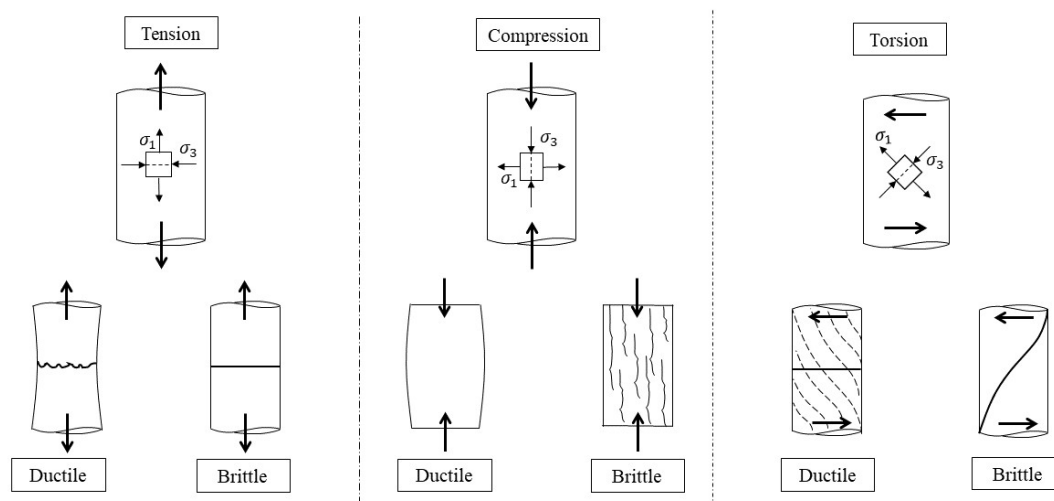 Tension
Compression
Torsion
σ₁
σ₃
σ₃
σ₁
σ₁
σ₃
Ductile
Brittle
Ductile
Brittle
Ductile
Brittle